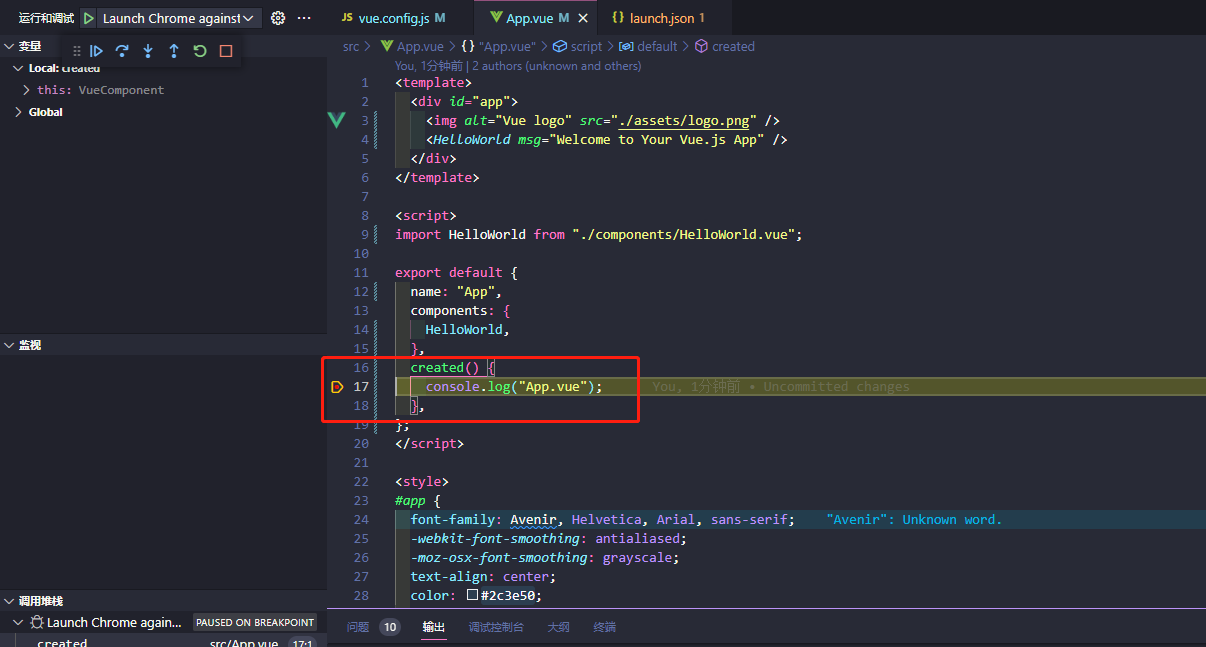 运行和调试 Launch Chrome against ···
JS vue.config.js M App.vue M × {} launch.json 1
变量
Local: created
this: VueComponent
Global
监视
调用堆栈
Launch Chrome again... PAUSED ON BREAKPOINT
created src/App.vue 17:1
src > App.vue > {} "App.vue" > script > default > created
You, 1分钟前 | 2 authors (unknown and others)
1 <template>
2 <div id="app">
3 <img alt="Vue logo" src="./assets/logo.png" />
4 <HelloWorld msg="Welcome to Your Vue.js App" />
5 </div>
6 </template>
7
8 <script>
9 import HelloWorld from "./components/HelloWorld.vue";
10
11 export default {
12 name: "App",
13 components: {
14 HelloWorld,
15 },
16 created() {
17 console.log("App.vue"); You, 1分钟前 • Uncommitted changes
18 },
19 };
20 </script>
21
22 <style>
23 #app {
24 font-family: Avenir, Helvetica, Arial, sans-serif; "Avenir": Unknown word.
25 -webkit-font-smoothing: antialiased;
26 -moz-osx-font-smoothing: grayscale;
27 text-align: center;
28 color: #2c3e50;
问题 10 输出 调试控制台 大纲 终端